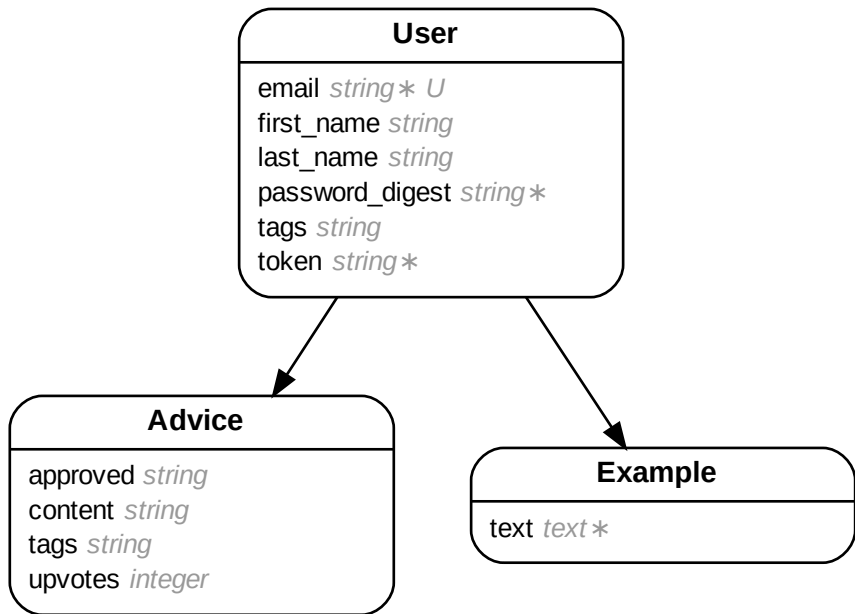 User
email string∗ U
first_name string
last_name string
password_digest string∗
tags string
token string∗
Advice
approved string
content string
tags string
upvotes integer
Example
text text∗